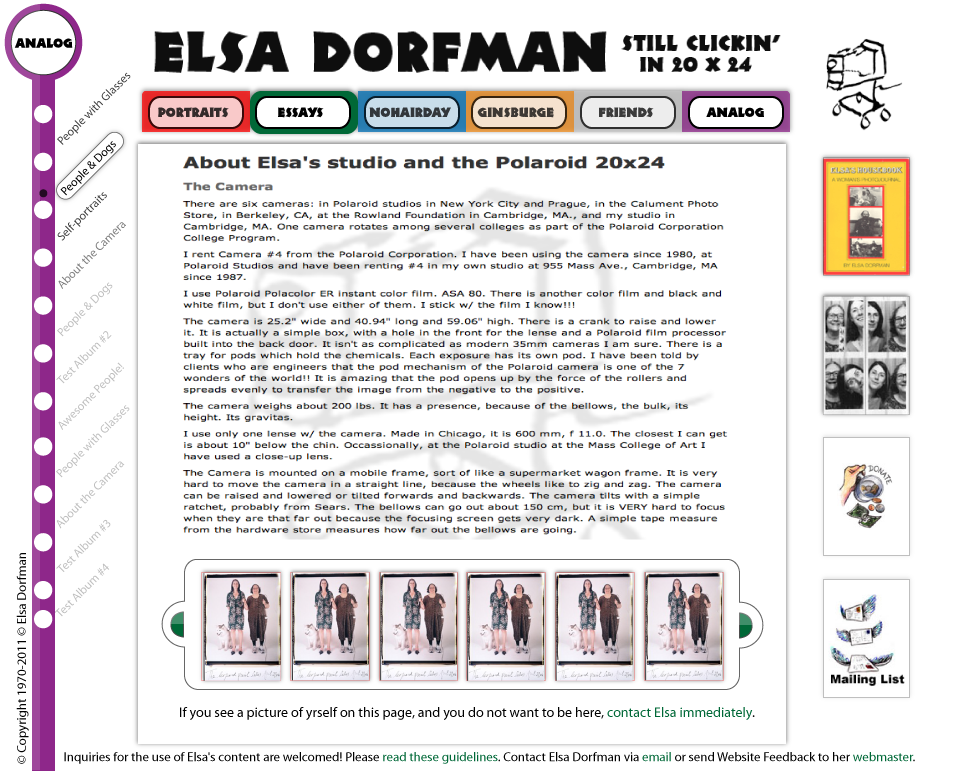 ANALOG
ELSA DORFMAN
STILL CLICKIN'
IN 20 X 24
PORTRAITS
ESSAYS
NOHAIRDAY
GINSBURGE
FRIENDS
ANALOG
People with Glasses
People & Dogs
Self-portraits
About the Camera
People & Dogs
Test Album #2
Awesome People!
People with Glasses
About the Camera
Test Album #3
Test Album #4
© Copyright 1970-2011 © Elsa Dorfman
About Elsa's studio and the Polaroid 20x24
The Camera
There are six cameras: in Polaroid studios in New York City and Prague, in the Calument Photo
Store, in Berkeley, CA, at the Rowland Foundation in Cambridge, MA., and my studio in
Cambridge, MA. One camera rotates among several colleges as part of the Polaroid Corporation
College Program.
I rent Camera #4 from the Polaroid Corporation. I have been using the camera since 1980, at
Polaroid Studios and have been renting #4 in my own studio at 955 Mass Ave., Cambridge, MA
since 1987.
I use Polaroid Polacolor ER instant color film. ASA 80. There is another color film and black and
white film, but I don't use either of them. I stick w/ the film I know!!!
The camera is 25.2" wide and 40.94" long and 59.06" high. There is a crank to raise and lower
it. It is actually a simple box, with a hole in the front for the lense and a Polaroid film processor
built into the back door. It isn't as complicated as modern 35mm cameras I am sure. There is a
tray for pods which hold the chemicals. Each exposure has its own pod. I have been told by
clients who are engineers that the pod mechanism of the Polaroid camera is one of the 7
wonders of the world!! It is amazing that the pod opens up by the force of the rollers and
spreads evenly to transfer the image from the negative to the positive.
The camera weighs about 200 lbs. It has a presence, because of the bellows, the bulk, its
height. Its gravitas.
I use only one lense w/ the camera. Made in Chicago, it is 600 mm, f 11.0. The closest I can get
is about 10" below the chin. Occassionally, at the Polaroid studio at the Mass College of Art I
have used a close-up lens.
The Camera is mounted on a mobile frame, sort of like a supermarket wagon frame. It is very
hard to move the camera in a straight line, because the wheels like to zig and zag. The camera
can be raised and lowered or tilted forwards and backwards. The camera tilts with a simple
ratchet, probably from Sears. The bellows can go out about 150 cm, but it is VERY hard to focus
when they are that far out because the focusing screen gets very dark. A simple tape measure
from the hardware store measures how far out the bellows are going.
If you see a picture of yrself on this page, and you do not want to be here, contact Elsa immediately.
ELSA'S HOUSEBOOK
A WOMAN'S PHOTOJOURNAL
BY ELSA DORFMAN
DONATE
Mailing List
Inquiries for the use of Elsa's content are welcomed! Please read these guidelines. Contact Elsa Dorfman via email or send Website Feedback to her webmaster.